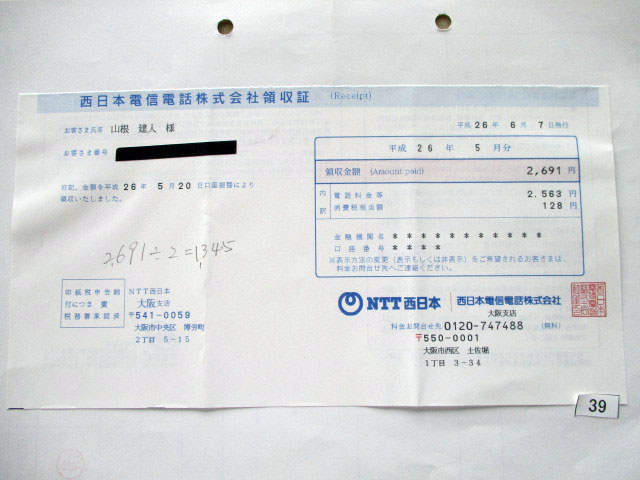 西日本電信電話株式会社領収証 (Receipt)
平成 26 年 6 月 7 日発行
お客さま氏名 山根 建人 様
お客さま番号
右記、金額を平成 26 年 5 月 20 日口座振替により
領収いたしました。
2,691÷2=1,345
印紙税申告納
付につき 税
務署承認済
NTT西日本
大阪支店
〒541-0059
大阪市中央区 博労町
2丁目 5-15
平成 26 年 5 月分
領収金額 (Amount paid) 2,691 円
内訳 電話料金等 2,563 円
消費税相当額 128 円
金融機関名 * * * * * * * * * * *
口座番号 * * * *
※表示方法の変更(表示もしくは非表示)をご希望されるお客さまは、
料金お問合せ先へご連絡ください。
NTT西日本 西日本電信電話株式会社
大阪支店
料金お問合せ先 0120-747488 (無料)
〒550-0001
大阪市西区 土佐堀
1丁目 3-34
39